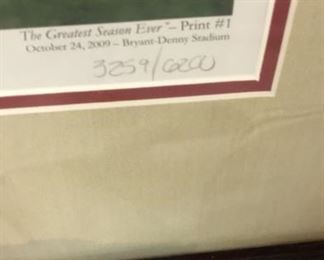 The Greatest Season Ever" – Print #1
October 24, 2009 – Bryant-Denny Stadium
3259/6200